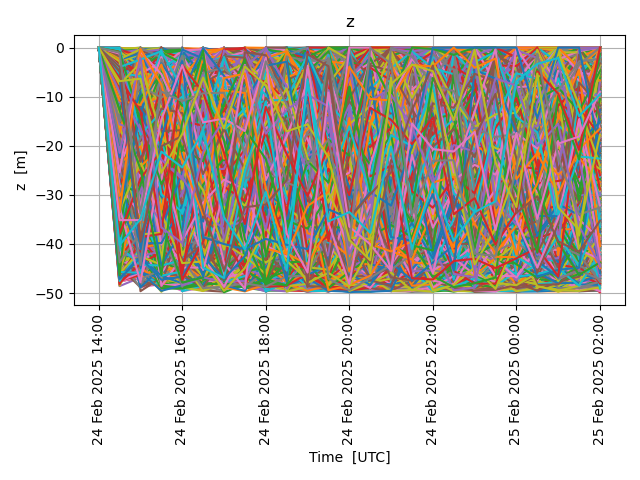 z
0
−10
−20
−30
−40
−50
z [m]
24 Feb 2025 14:00
24 Feb 2025 16:00
24 Feb 2025 18:00
24 Feb 2025 20:00
24 Feb 2025 22:00
25 Feb 2025 00:00
25 Feb 2025 02:00
Time [UTC]